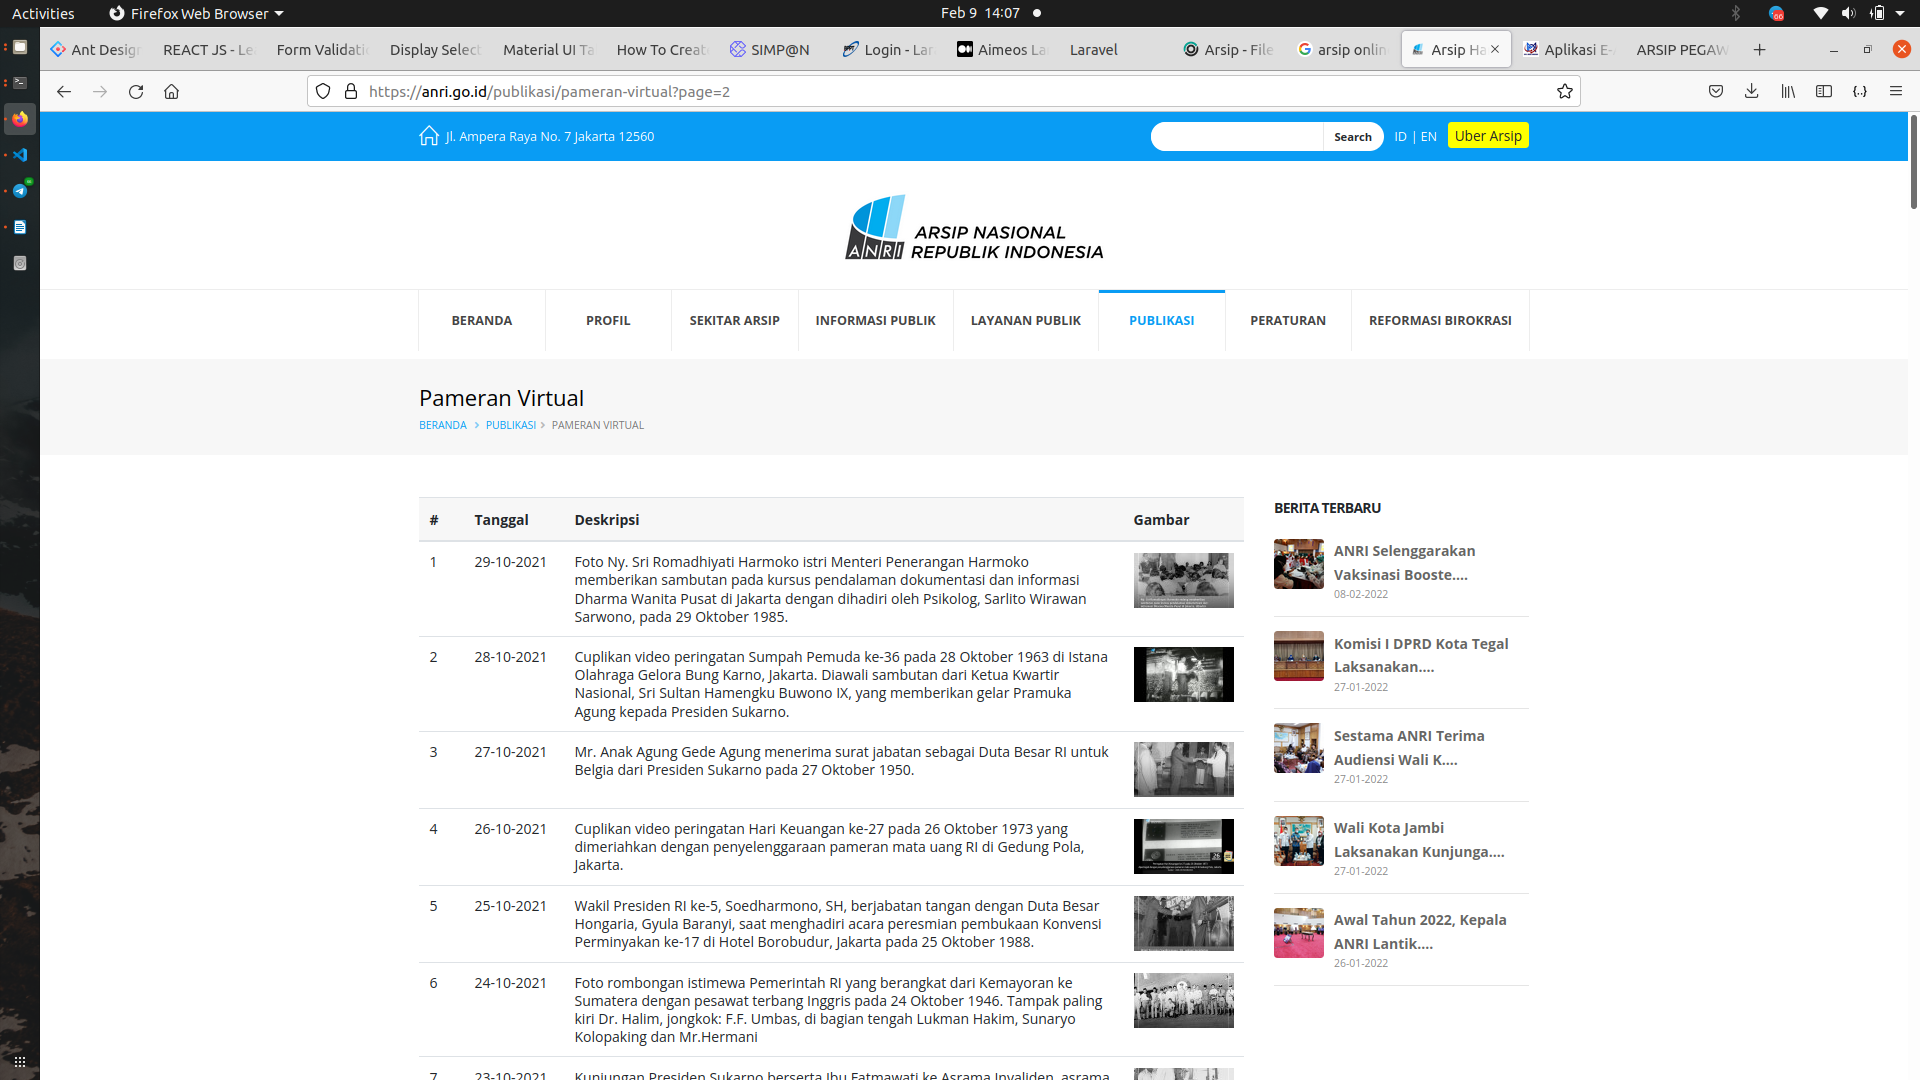 Activities
Firefox Web Browser
Feb 9 14:07
Ant Design
REACT JS - Le
Form Validati
Display Select
Material UI Ta
How To Creat
SIMP@N
Login - Lar
Aimeos La
Laravel
Arsip - File
arsip onlin
Arsip Ha
Aplikasi E-
ARSIP PEGAW
https://anri.go.id/publikasi/pameran-virtual?page=2
Jl. Ampera Raya No. 7 Jakarta 12560
Search
ID | EN
Uber Arsip
ANRI
ARSIP NASIONAL
REPUBLIK INDONESIA
BERANDA
PROFIL
SEKITAR ARSIP
INFORMASI PUBLIK
LAYANAN PUBLIK
PUBLIKASI
PERATURAN
REFORMASI BIROKRASI
Pameran Virtual
BERANDA > PUBLIKASI > PAMERAN VIRTUAL
# Tanggal Deskripsi Gambar
1 29-10-2021 Foto Ny. Sri Romadhiyati Harmoko istri Menteri Penerangan Harmoko
memberikan sambutan pada kursus pendalaman dokumentasi dan informasi
Dharma Wanita Pusat di Jakarta dengan dihadiri oleh Psikolog, Sarlito Wirawan
Sarwono, pada 29 Oktober 1985.
2 28-10-2021 Cuplikan video peringatan Sumpah Pemuda ke-36 pada 28 Oktober 1963 di Istana
Olahraga Gelora Bung Karno, Jakarta. Diawali sambutan dari Ketua Kwartir
Nasional, Sri Sultan Hamengku Buwono IX, yang memberikan gelar Pramuka
Agung kepada Presiden Sukarno.
3 27-10-2021 Mr. Anak Agung Gede Agung menerima surat jabatan sebagai Duta Besar RI untuk
Belgia dari Presiden Sukarno pada 27 Oktober 1950.
4 26-10-2021 Cuplikan video peringatan Hari Keuangan ke-27 pada 26 Oktober 1973 yang
dimeriahkan dengan penyelenggaraan pameran mata uang RI di Gedung Pola,
Jakarta.
5 25-10-2021 Wakil Presiden RI ke-5, Soedharmono, SH, berjabatan tangan dengan Duta Besar
Hongaria, Gyula Baranyi, saat menghadiri acara peresmian pembukaan Konvensi
Perminyakan ke-17 di Hotel Borobudur, Jakarta pada 25 Oktober 1988.
6 24-10-2021 Foto rombongan istimewa Pemerintah RI yang berangkat dari Kemayoran ke
Sumatera dengan pesawat terbang Inggris pada 24 Oktober 1946. Tampak paling
kiri Dr. Halim, jongkok: F.F. Umbas, di bagian tengah Lukman Hakim, Sunaryo
Kolopaking dan Mr.Hermani
7 23-10-2021 Kunjungan Presiden Sukarno berserta Ibu Fatmawati ke Asrama Invaliden, asrama
BERITA TERBARU
ANRI Selenggarakan
Vaksinasi Booste....
08-02-2022
Komisi I DPRD Kota Tegal
Laksanakan....
27-01-2022
Sestama ANRI Terima
Audiensi Wali K....
27-01-2022
Wali Kota Jambi
Laksanakan Kunjunga....
27-01-2022
Awal Tahun 2022, Kepala
ANRI Lantik....
26-01-2022